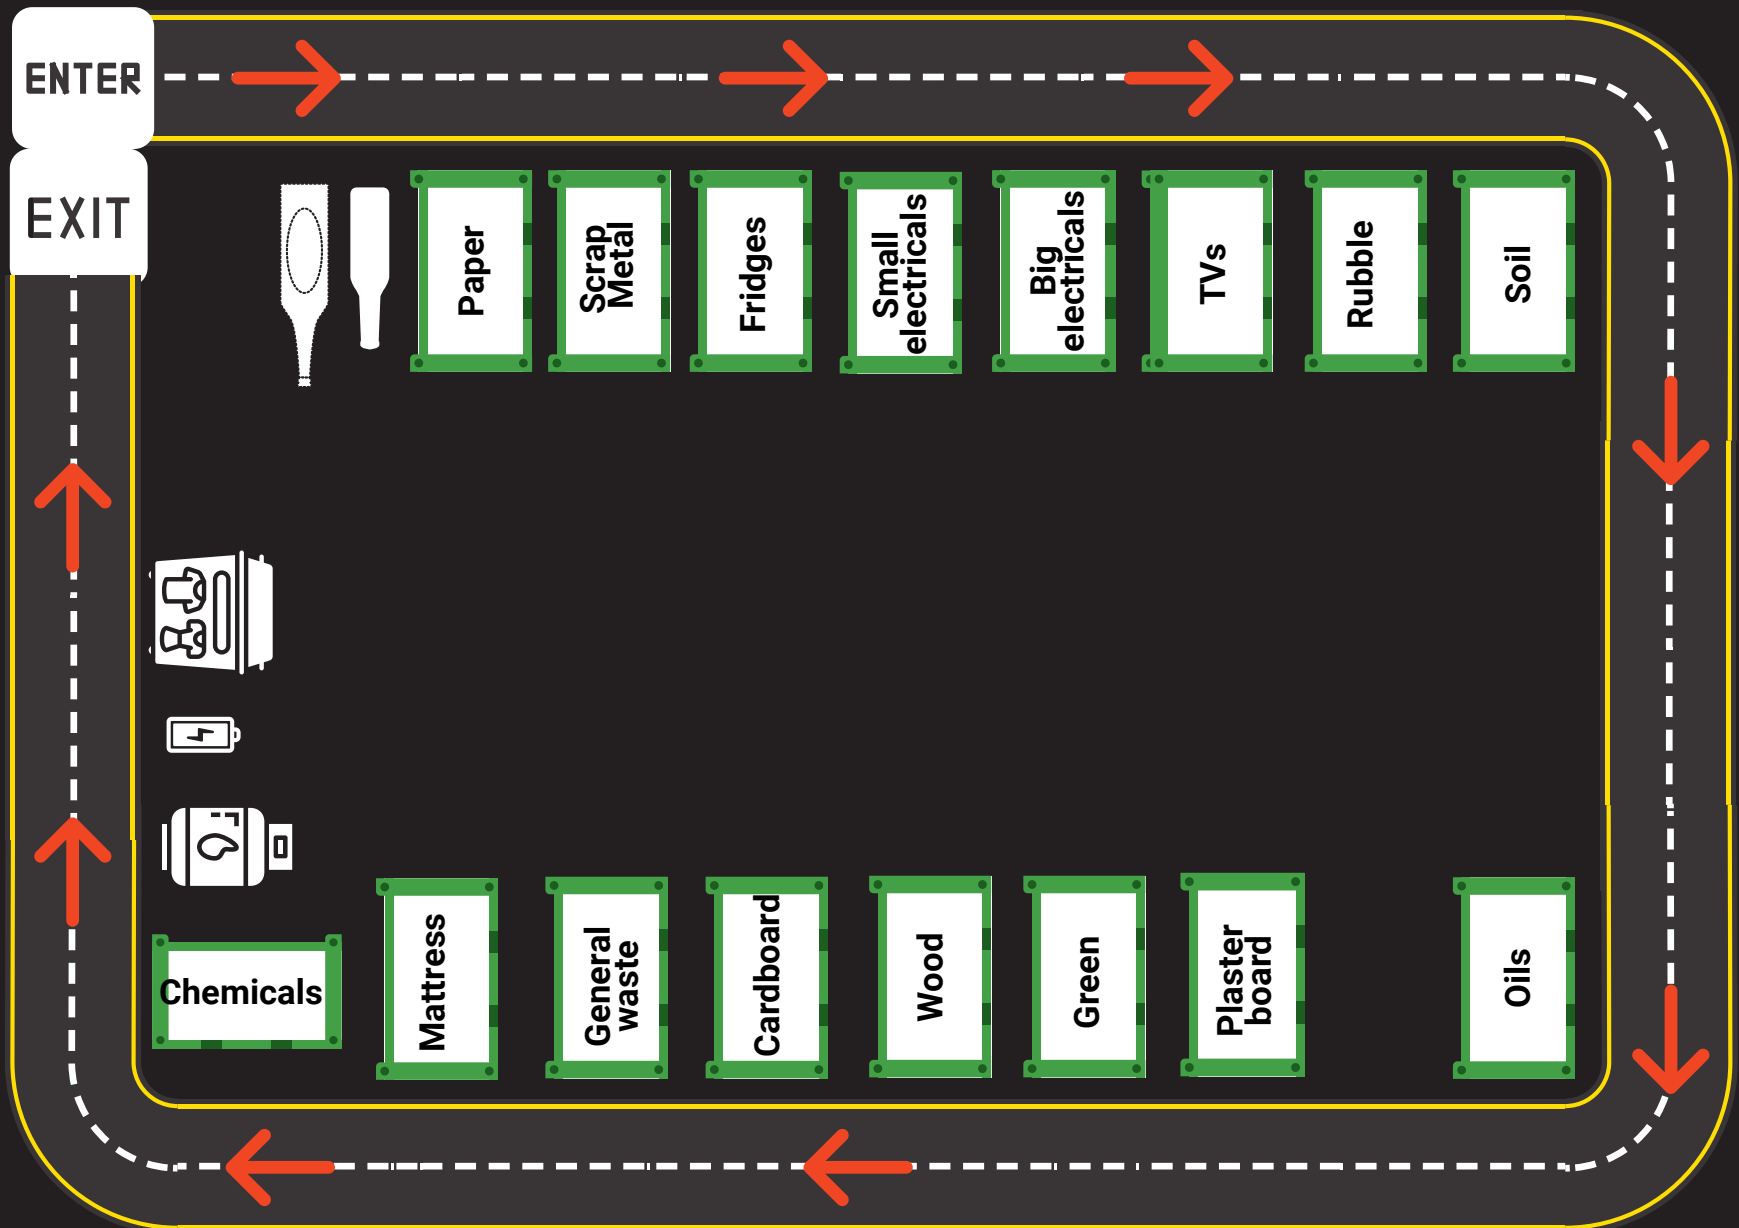 ENTER
EXIT
Paper
Scrap
Metal
Fridges
Small
electricals
Big
electricals
TVs
Rubble
Soil
Chemicals
Mattress
General
waste
Cardboard
Wood
Green
Plaster
board
Oils